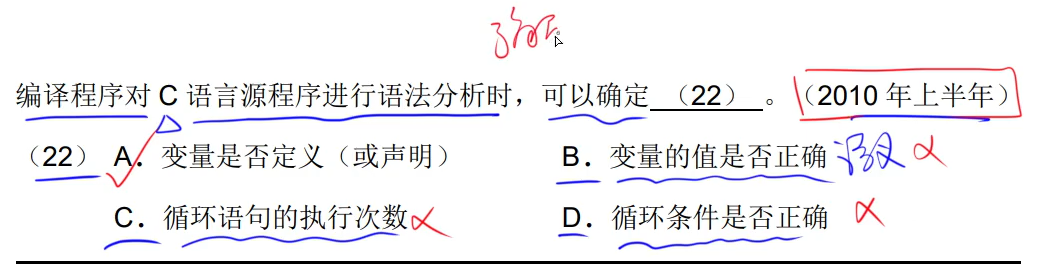 编译程序对 C 语言源程序进行语法分析时，可以确定 （22） 。（2010 年上半年）
（22） A．变量是否定义（或声明） B．变量的值是否正确 语义
C．循环语句的执行次数 D．循环条件是否正确